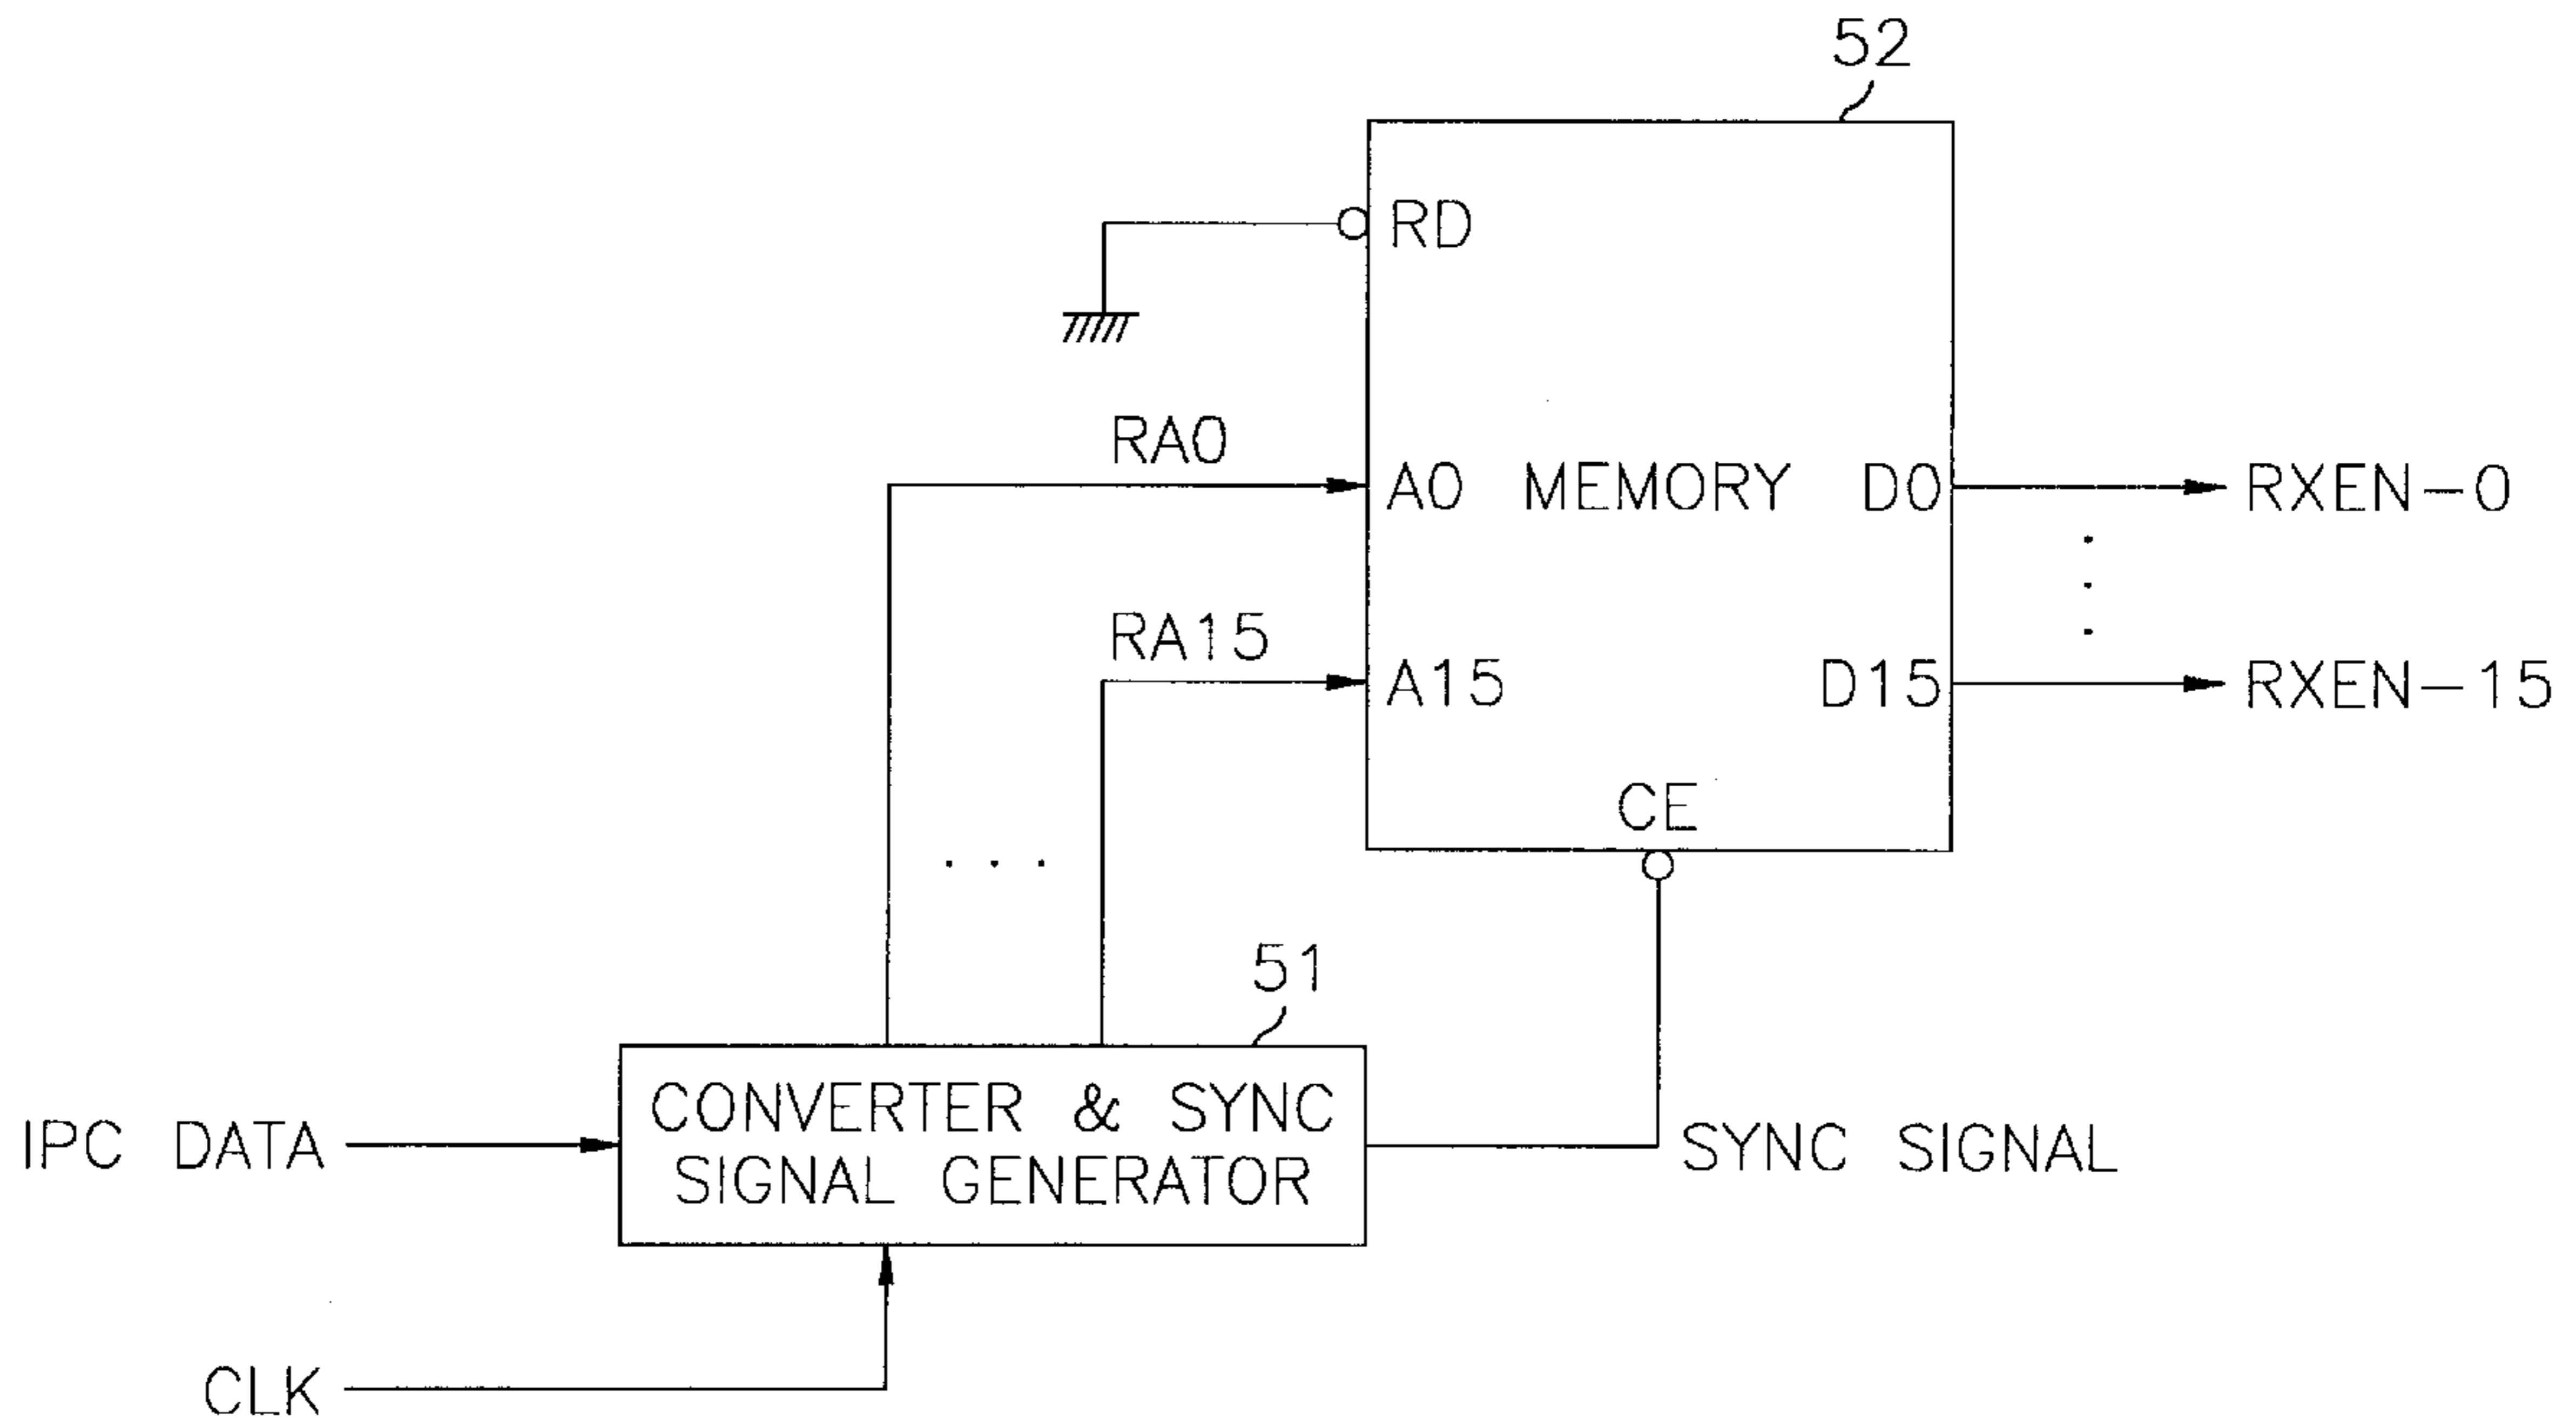 52
RD
RA0
A0 MEMORY D0
RXEN-0
RA15
A15
D15
RXEN-15
CE
51
CONVERTER & SYNC
SIGNAL GENERATOR
IPC DATA
SYNC SIGNAL
CLK